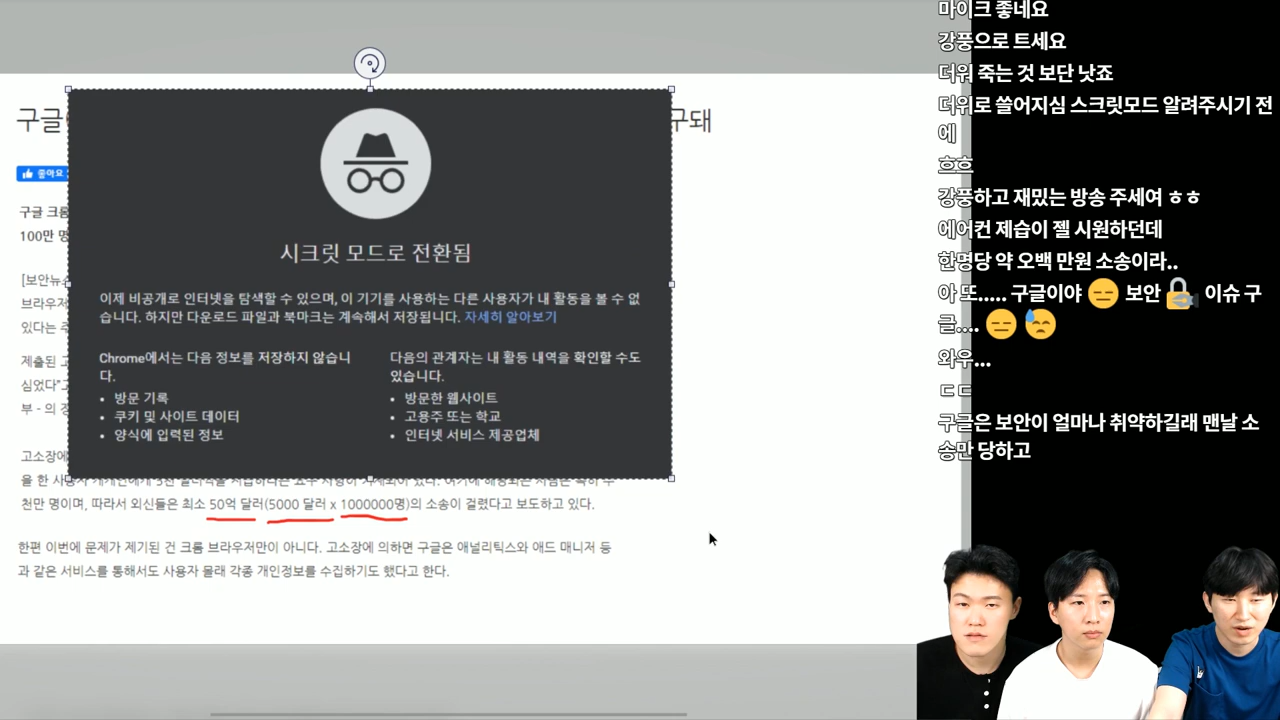 구글
구돼
좋아요
구글 크롬
100만 명
[보안뉴스
브라우저
있다는 주
제출된 고
심었다"고
고소장에
시크릿 모드로 전환됨
이제 비공개로 인터넷을 탐색할 수 있으며, 이 기기를 사용하는 다른 사용자가 내 활동을 볼 수 없
습니다. 하지만 다운로드 파일과 북마크는 계속해서 저장됩니다. 자세히 알아보기
Chrome에서는 다음 정보를 저장하지 않습니
다.
• 방문 기록
• 쿠키 및 사이트 데이터
• 양식에 입력된 정보
다음의 관계자는 내 활동 내역을 확인할 수도
있습니다.
• 방문한 웹사이트
• 고용주 또는 학교
• 인터넷 서비스 제공업체
천만 명이며, 따라서 외신들은 최소 50억 달러(5000 달러 x 1000000명)의 소송이 걸렸다고 보도하고 있다.
한편 이번에 문제가 제기된 건 크롬 브라우저만이 아니다. 고소장에 의하면 구글은 애널리틱스와 애드 매니저 등
과 같은 서비스를 통해서도 사용자 몰래 각종 개인정보를 수집하기도 했다고 한다.
마이크 좋네요
강풍으로 트세요
더워 죽는 것 보단 낫죠
더위로 쓸어지심 스크릿모드 알려주시기 전
에
흐흐
강풍하고 재밌는 방송 주세여 ㅎㅎ
에어컨 제습이 젤 시원하던데
한명당 약 오백 만원 소송이라..
아 또..... 구글이야 😑 보안 🔏 이슈 구
글.... 😑 😓
와우...
ㄷㄷ
구글은 보안이 얼마나 취약하길래 맨날 소
송만 당하고